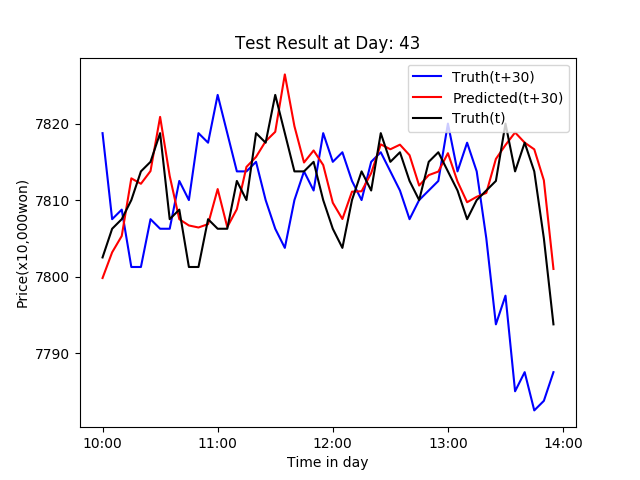 Test Result at Day: 43
Truth(t+30)
Predicted(t+30)
Truth(t)
Price(x10,000won)
7820
7810
7800
7790
10:00 11:00 12:00 13:00 14:00
Time in day